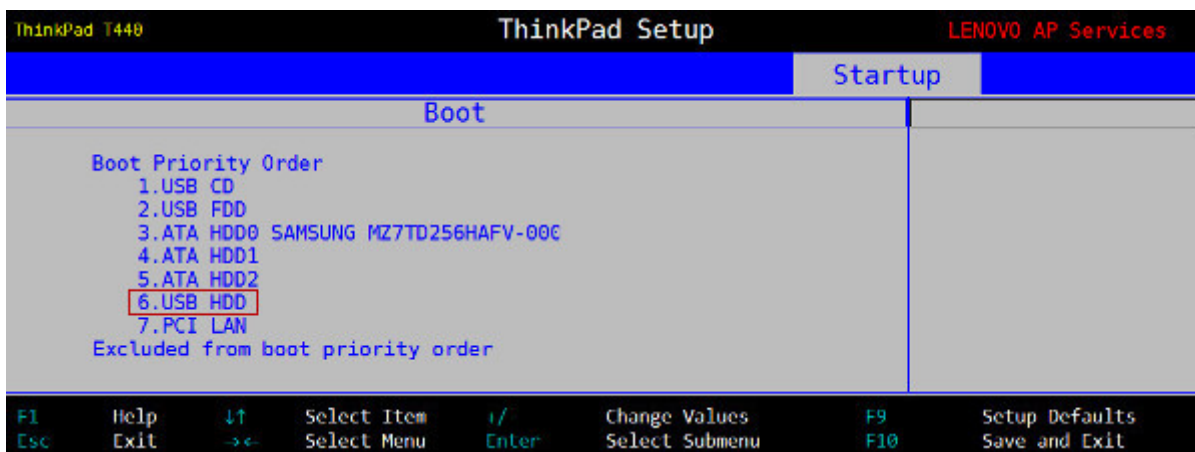 ThinkPad T440 ThinkPad Setup LENOVO AP Services
Startup
Boot
Boot Priority Order
1.USB CD
2.USB FDD
3.ATA HDD0 SAMSUNG MZ7TD256HAFV-000
4.ATA HDD1
5.ATA HDD2
6.USB HDD
7.PCI LAN
Excluded from boot priority order
F1 Help ↓↑ Select Item +/ Change Values F9 Setup Defaults
Esc Exit →← Select Menu Enter Select Submenu F10 Save and Exit